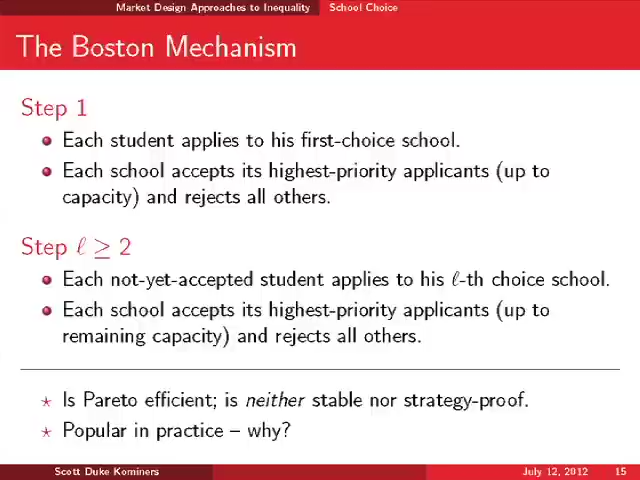 Market Design Approaches to Inequality School Choice
The Boston Mechanism
Step 1
Each student applies to his first-choice school.
Each school accepts its highest-priority applicants (up to
capacity) and rejects all others.
Step ℓ ≥ 2
Each not-yet-accepted student applies to his ℓ-th choice school.
Each school accepts its highest-priority applicants (up to
remaining capacity) and rejects all others.
⋆ Is Pareto efficient; is neither stable nor strategy-proof.
⋆ Popular in practice – why?
Scott Duke Kominers July 12, 2012 15